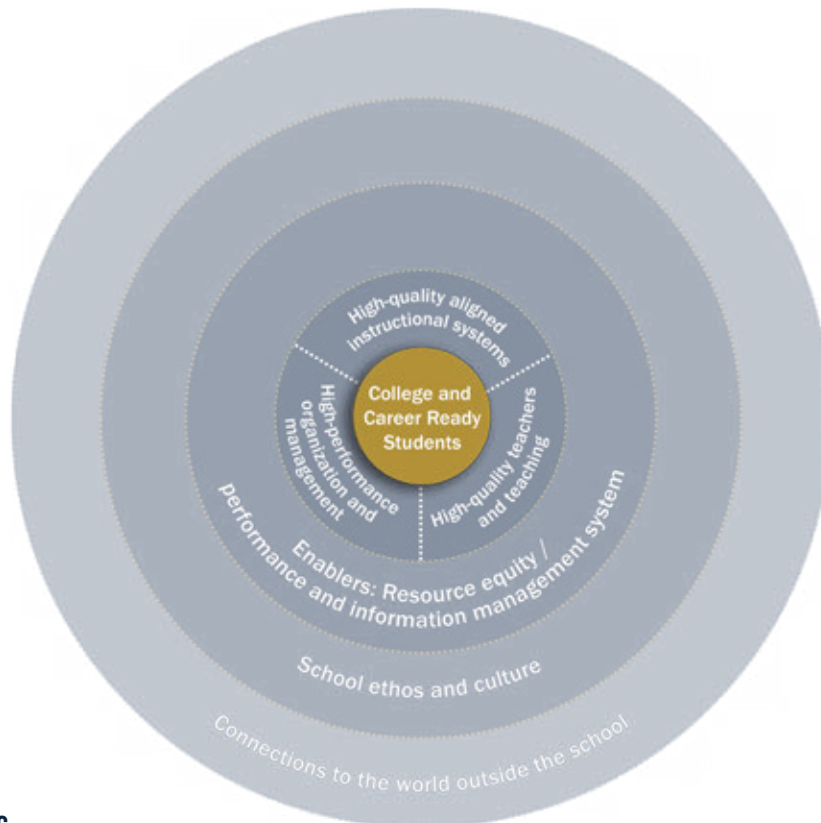 High-quality aligned
instructional systems
College and
Career Ready
Students
High-performance
organization and
management
High-quality teachers
and teaching
Enablers: Resource equity /
performance and information management system
School ethos and culture
Connections to the world outside the school